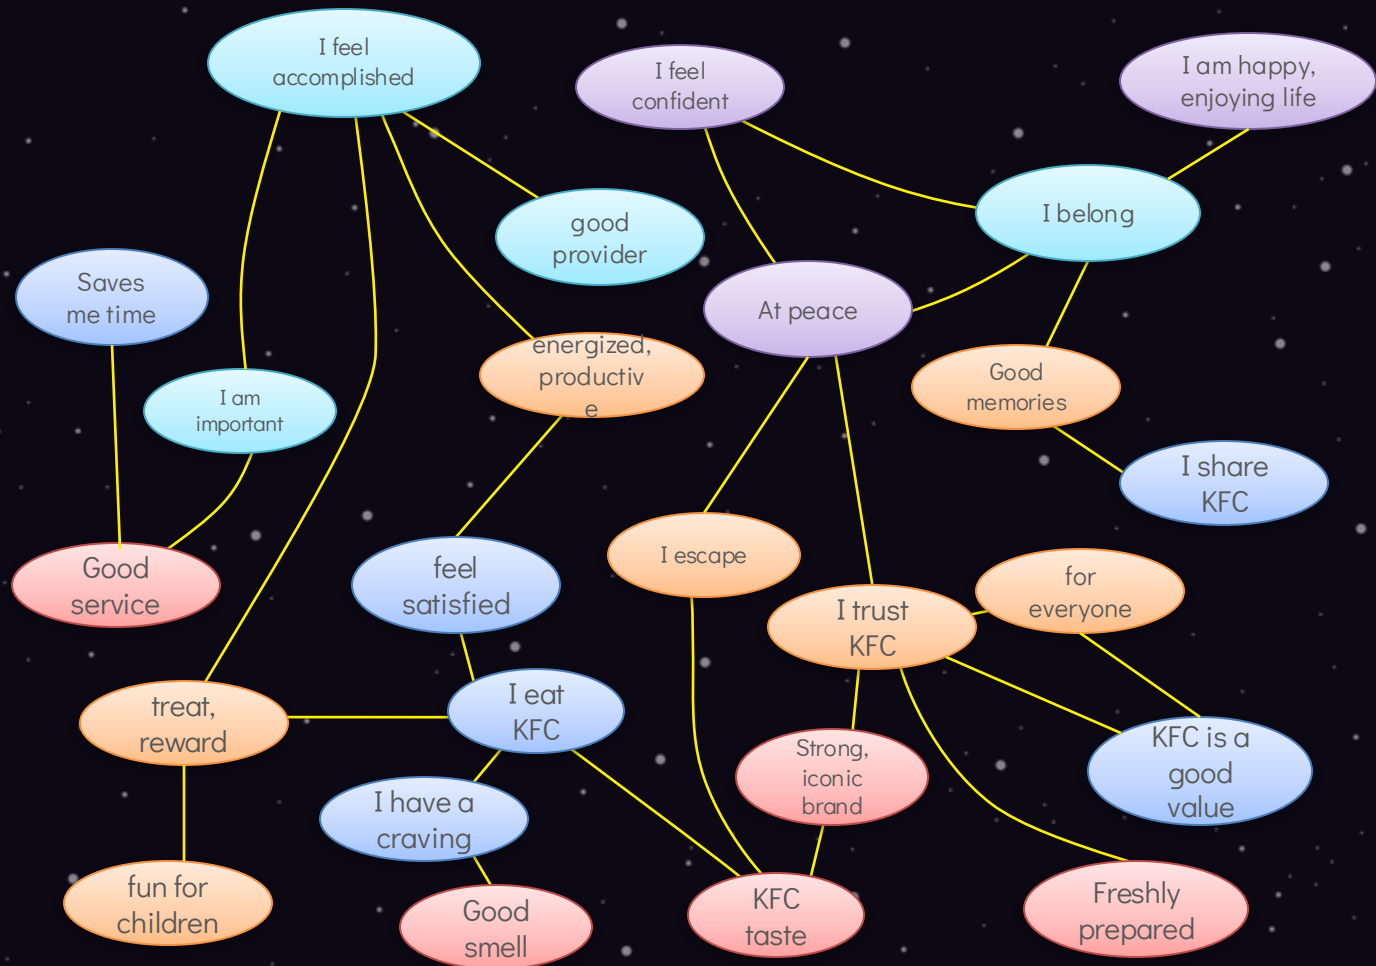 I feel
accomplished
I feel
confident
I am happy,
enjoying life
good
provider
I belong
Saves
me time
At peace
energized,
productiv
e
I am
important
Good
memories
I share
KFC
Good
service
feel
satisfied
I escape
I trust
KFC
for
everyone
treat,
reward
I eat
KFC
Strong,
iconic
brand
KFC is a
good
value
I have a
craving
fun for
children
Good
smell
KFC
taste
Freshly
prepared